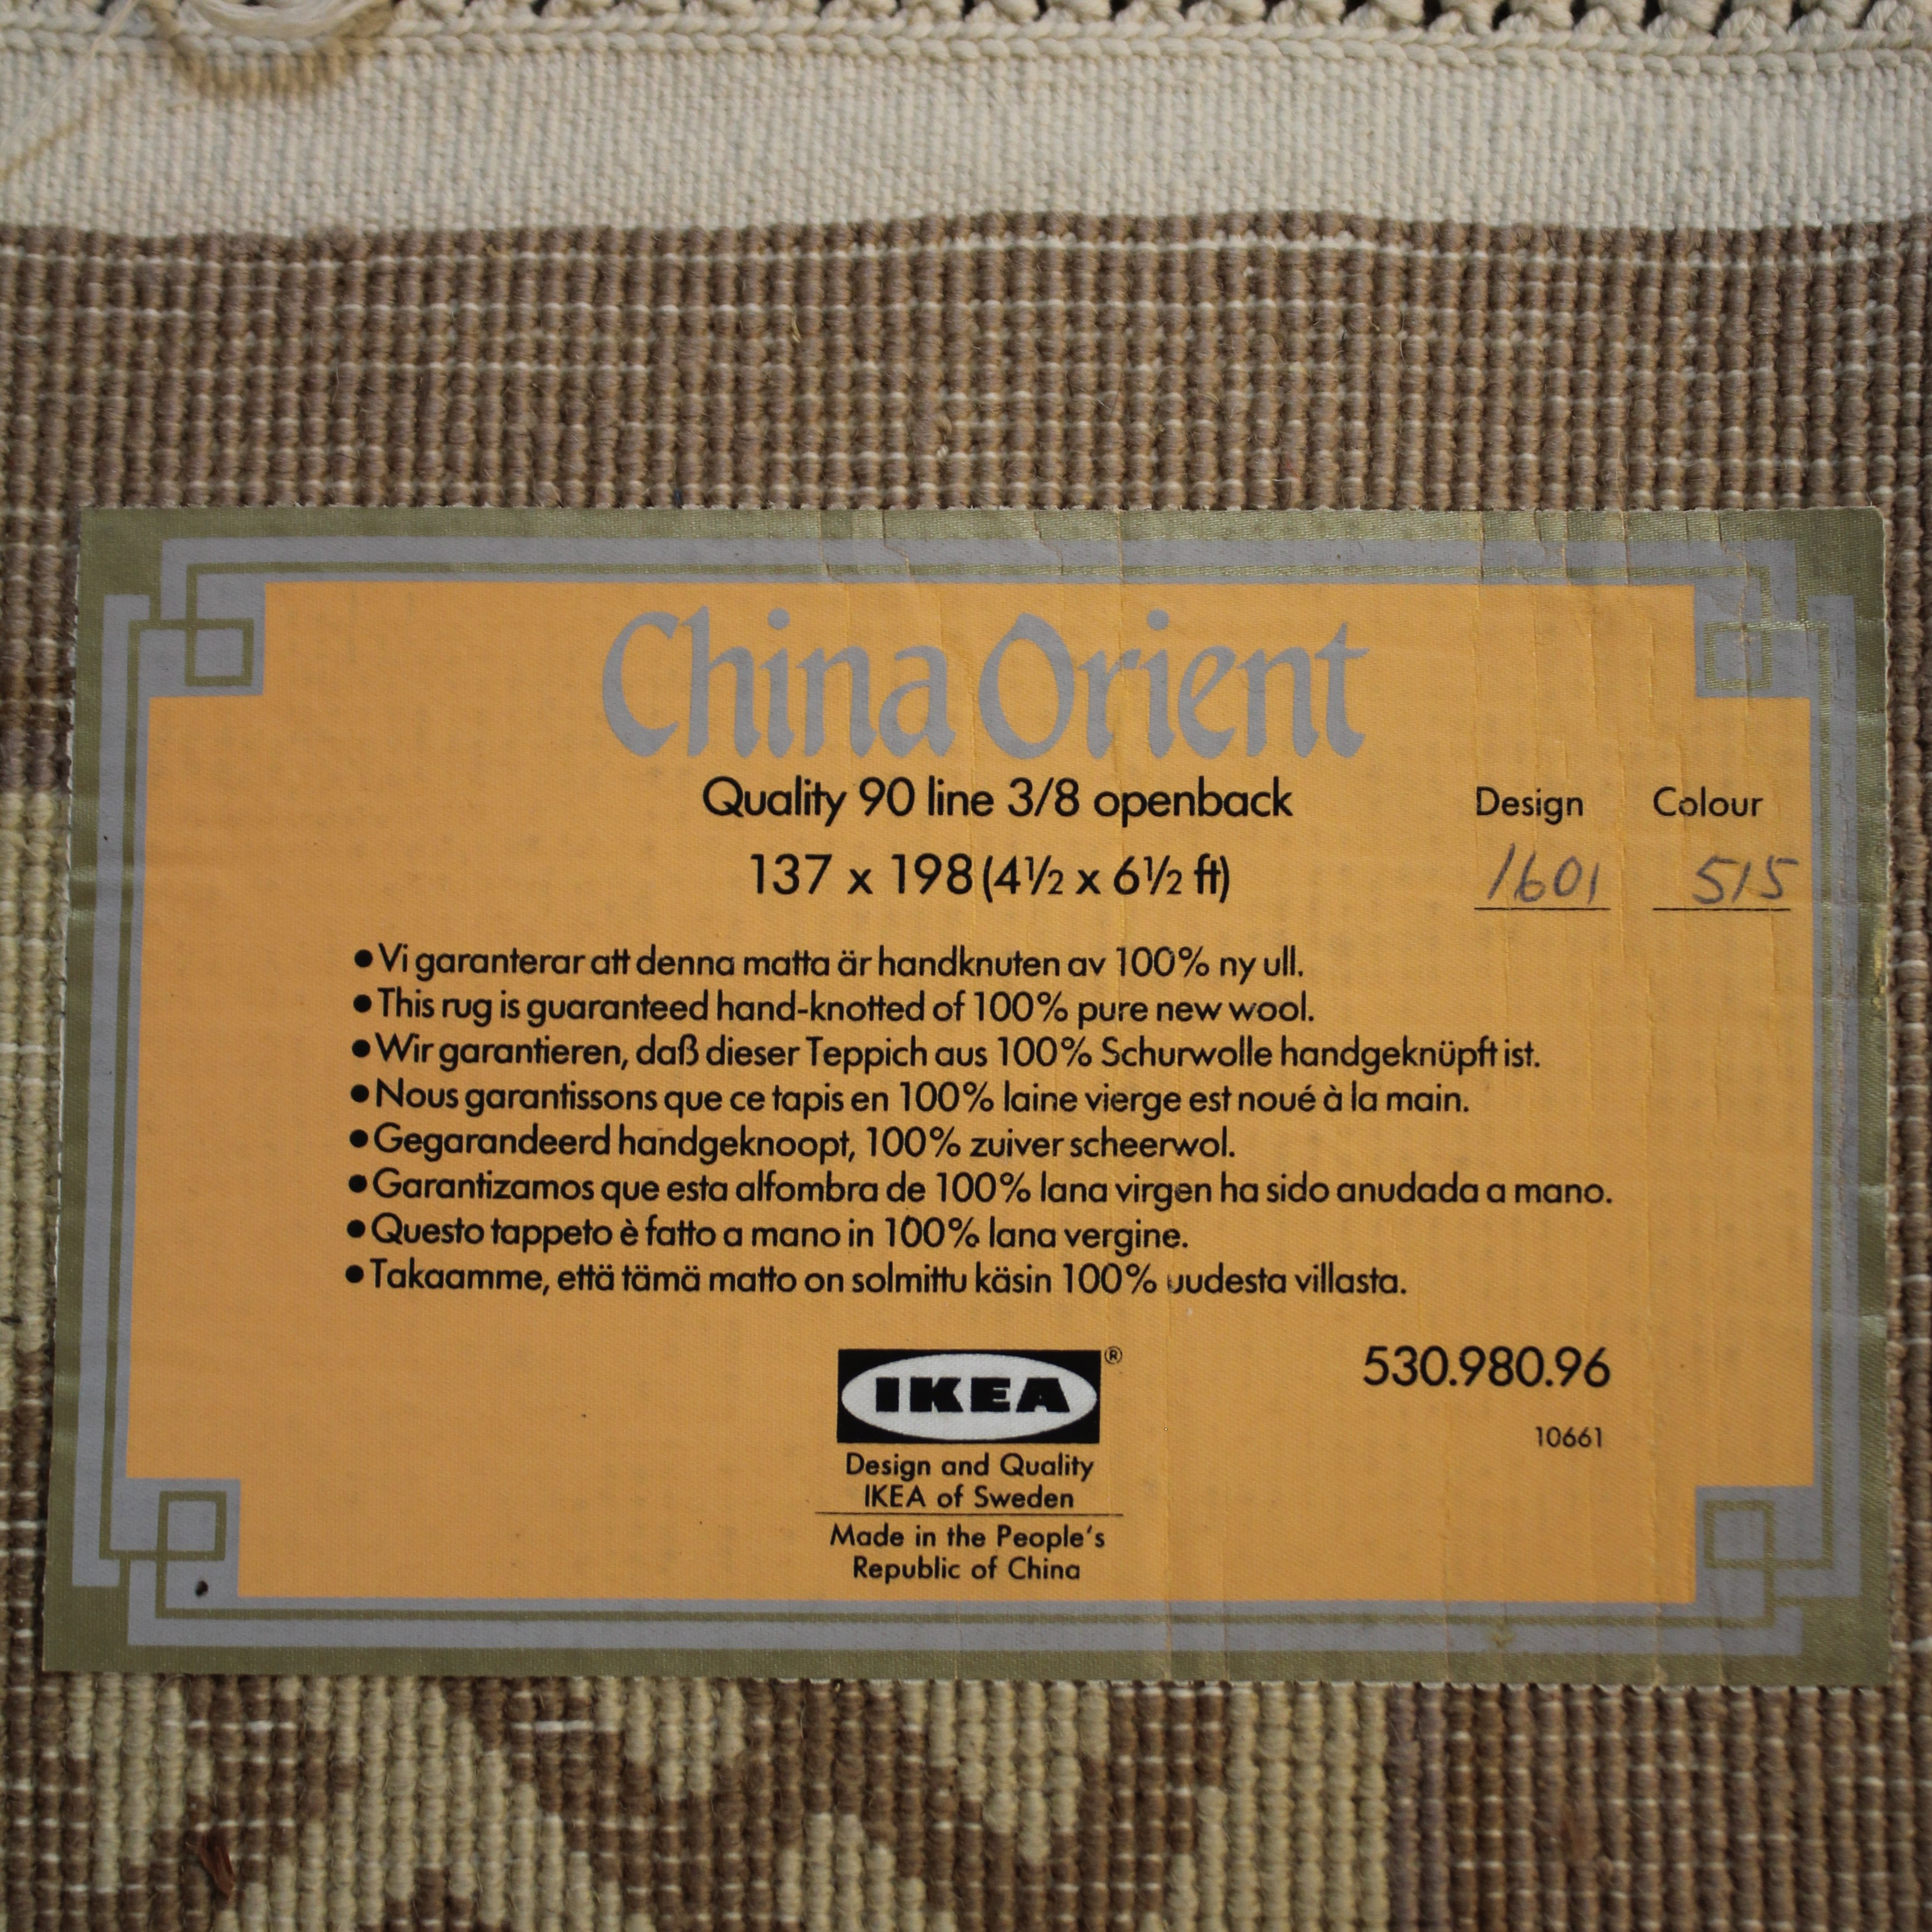 China Orient
Quality 90 line 3/8 openback
Design Colour
137 x 198 (4½ x 6½ ft)
1601 515
● Vi garanterar att denna matta är handknuten av 100% ny ull.
● This rug is guaranteed hand-knotted of 100% pure new wool.
● Wir garantieren, daß dieser Teppich aus 100% Schurwolle handgeknüpft ist.
● Nous garantissons que ce tapis en 100% laine vierge est noué à la main.
● Gegarandeerd handgeknoopt, 100% zuiver scheerwol.
● Garantizamos que esta alfombra de 100% lana virgen ha sido anudada a mano.
● Questo tappeto è fatto a mano in 100% lana vergine.
● Takaamme, että tämä matto on solmittu käsin 100% uudesta villasta.
IKEA ®
530.980.96
10661
Design and Quality
IKEA of Sweden
Made in the People's
Republic of China